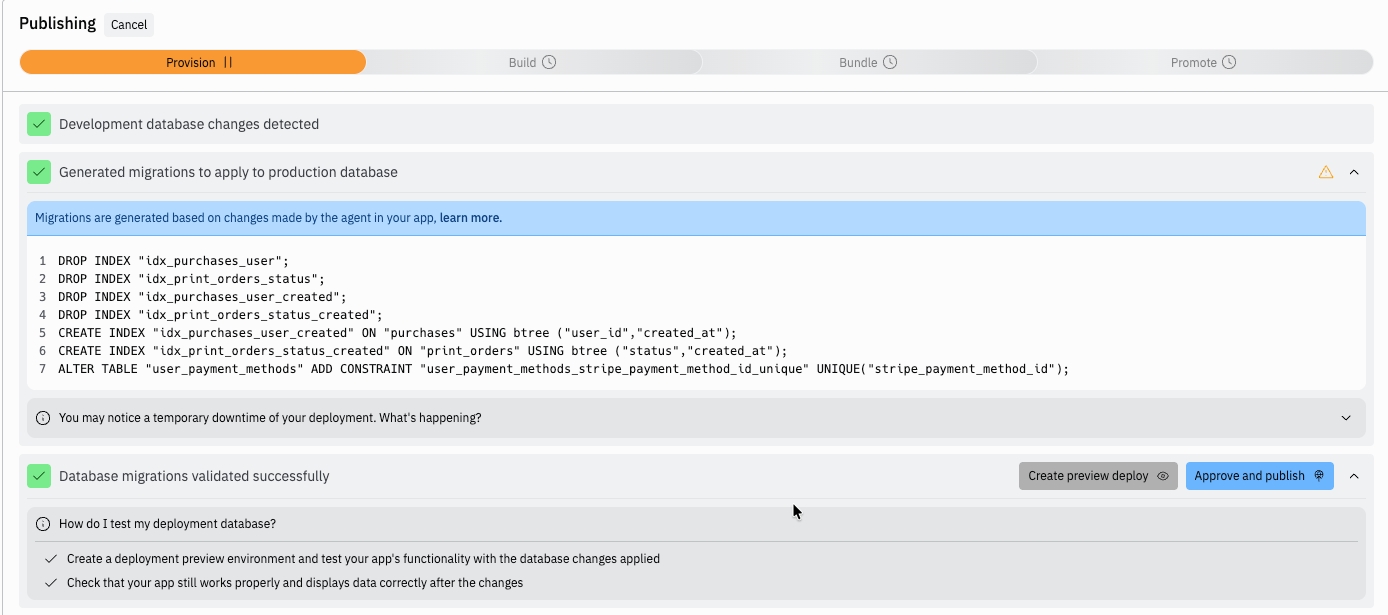 Publishing Cancel
Provision Build Bundle Promote
Development database changes detected
Generated migrations to apply to production database
Migrations are generated based on changes made by the agent in your app, learn more.
1 DROP INDEX "idx_purchases_user";
2 DROP INDEX "idx_print_orders_status";
3 DROP INDEX "idx_purchases_user_created";
4 DROP INDEX "idx_print_orders_status_created";
5 CREATE INDEX "idx_purchases_user_created" ON "purchases" USING btree ("user_id","created_at");
6 CREATE INDEX "idx_print_orders_status_created" ON "print_orders" USING btree ("status","created_at");
7 ALTER TABLE "user_payment_methods" ADD CONSTRAINT "user_payment_methods_stripe_payment_method_id_unique" UNIQUE("stripe_payment_method_id");
You may notice a temporary downtime of your deployment. What's happening?
Database migrations validated successfully Create preview deploy Approve and publish
How do I test my deployment database?
Create a deployment preview environment and test your app's functionality with the database changes applied
Check that your app still works properly and displays data correctly after the changes